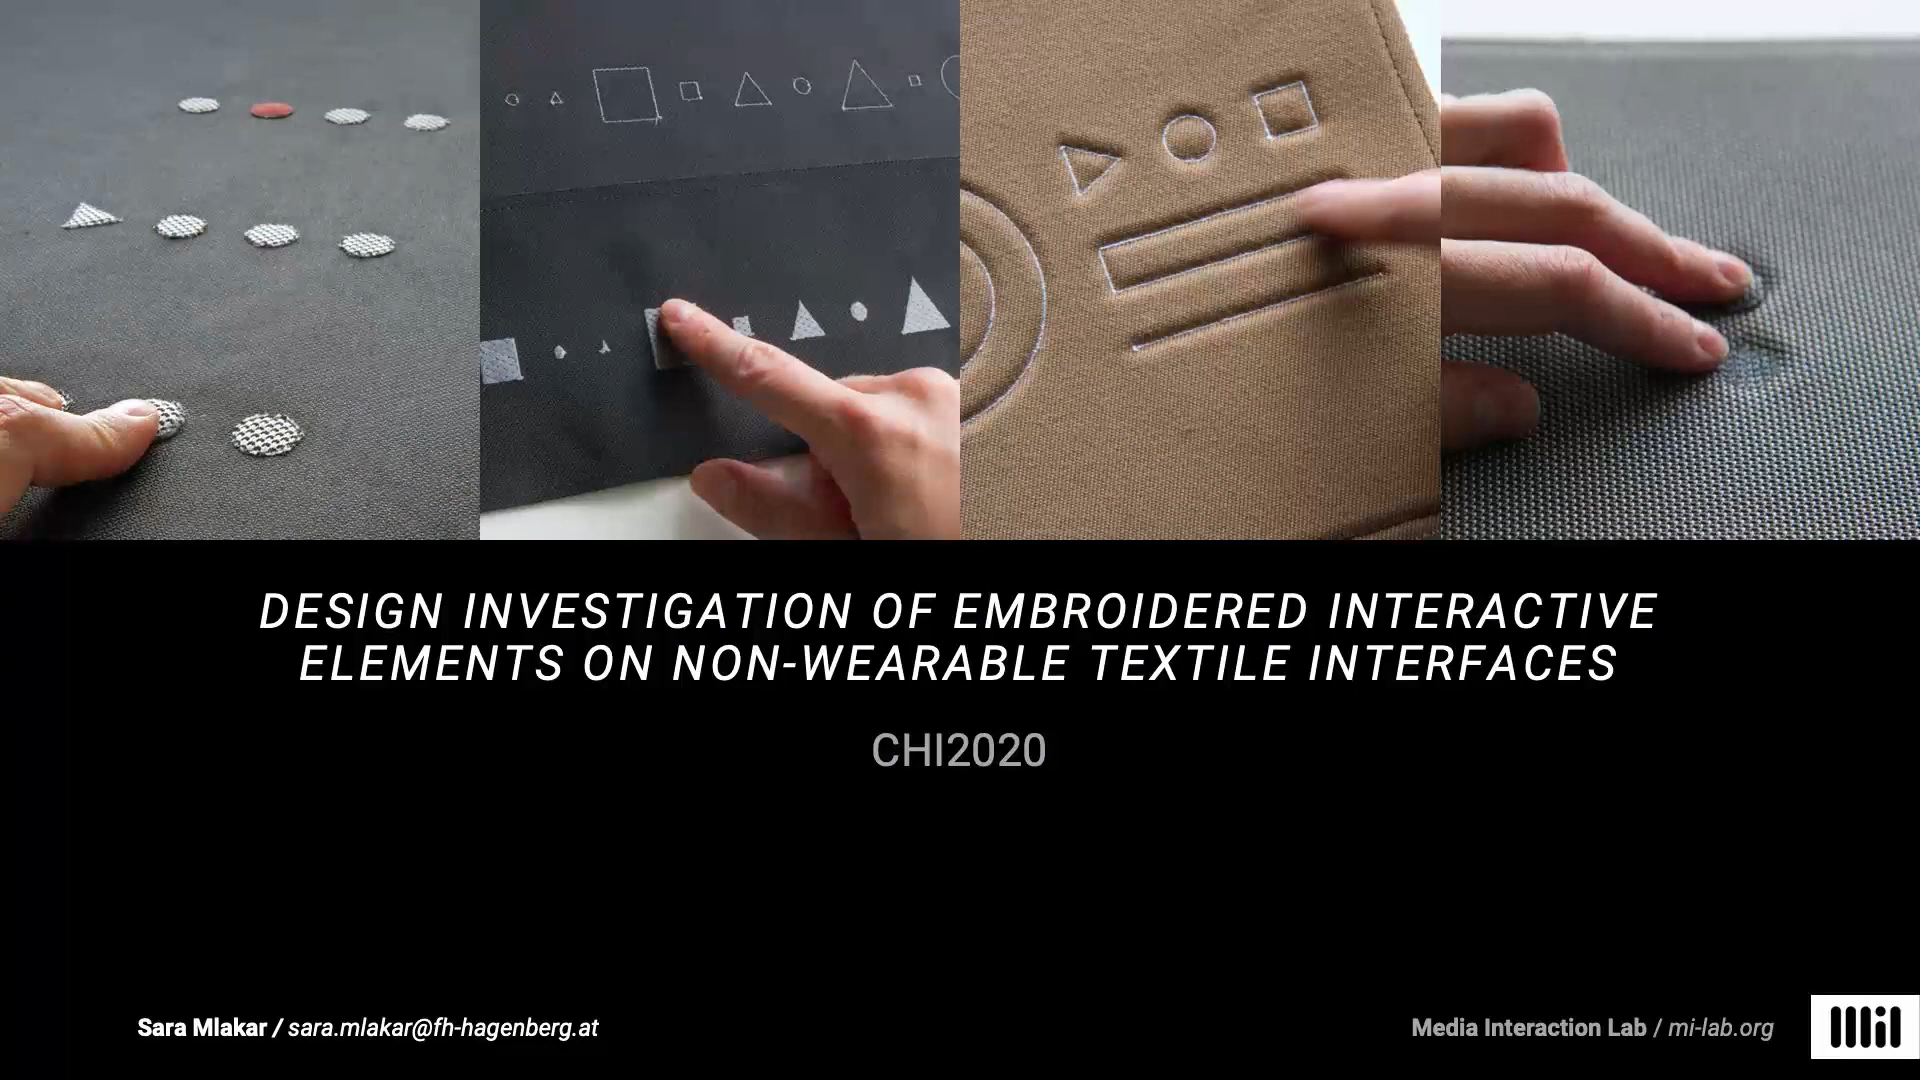 DESIGN INVESTIGATION OF EMBROIDERED INTERACTIVE
ELEMENTS ON NON-WEARABLE TEXTILE INTERFACES
CHI2020
Sara Mlakar / sara.mlakar@fh-hagenberg.at
Media Interaction Lab / mi-lab.org
mil